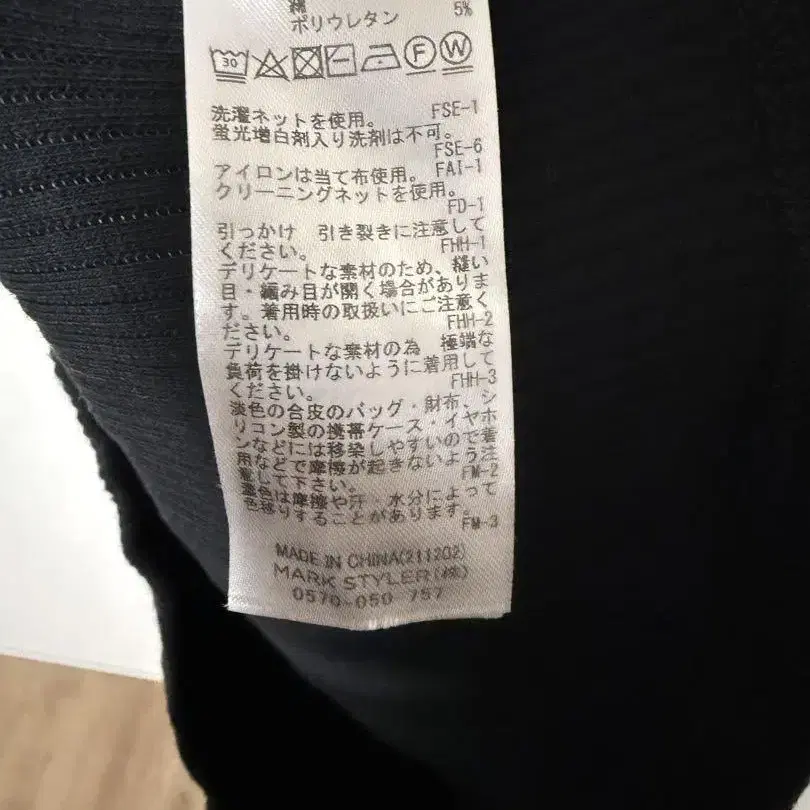 綿
ポリウレタン 5%
30 F W
洗濯ネットを使用。 FSE-1
蛍光増白剤入り洗剤は不可。
FSE-6
アイロンは当て布使用。 FAI-1
クリーニングネットを使用。
FD-1
引っかけ 引き裂きに注意して
ください。 FHH-1
デリケートな素材のため、縫い
目・編み目が開く場合がありま
す。着用時の取扱いにご注意く
ださい。 FHH-2
デリケートな素材の為 極端な
負荷を掛けないように着用して
ください。 FHH-3
淡色の合皮のバッグ・財布、シ
リコン製の携帯ケース・イヤホ
ンなどには移染しやすいので着
用などで摩擦が起きないよう注
意して下さい。 FM-2
濃色は摩擦や汗・水分によって
色移りすることがあります。
FM-3
MADE IN CHINA(211202)
MARK STYLER(株)
0570-050 757